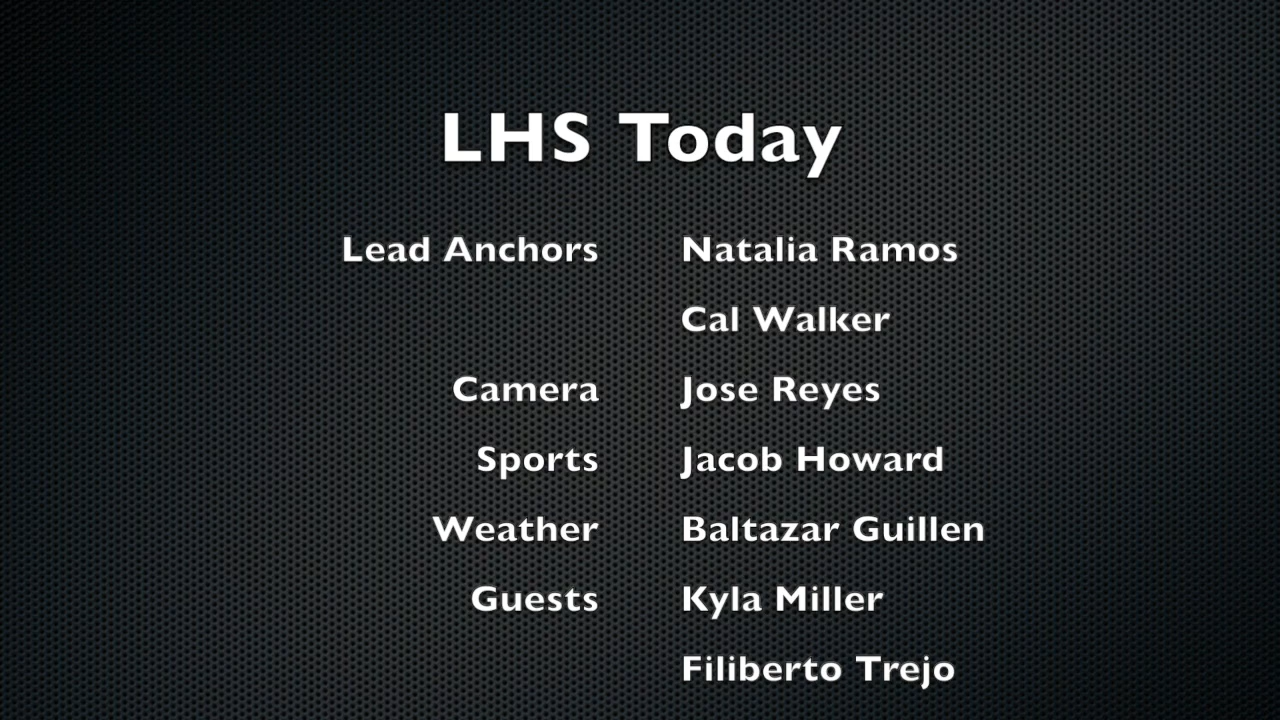 LHS Today
Lead Anchors Natalia Ramos
Cal Walker
Camera Jose Reyes
Sports Jacob Howard
Weather Baltazar Guillen
Guests Kyla Miller
Filiberto Trejo